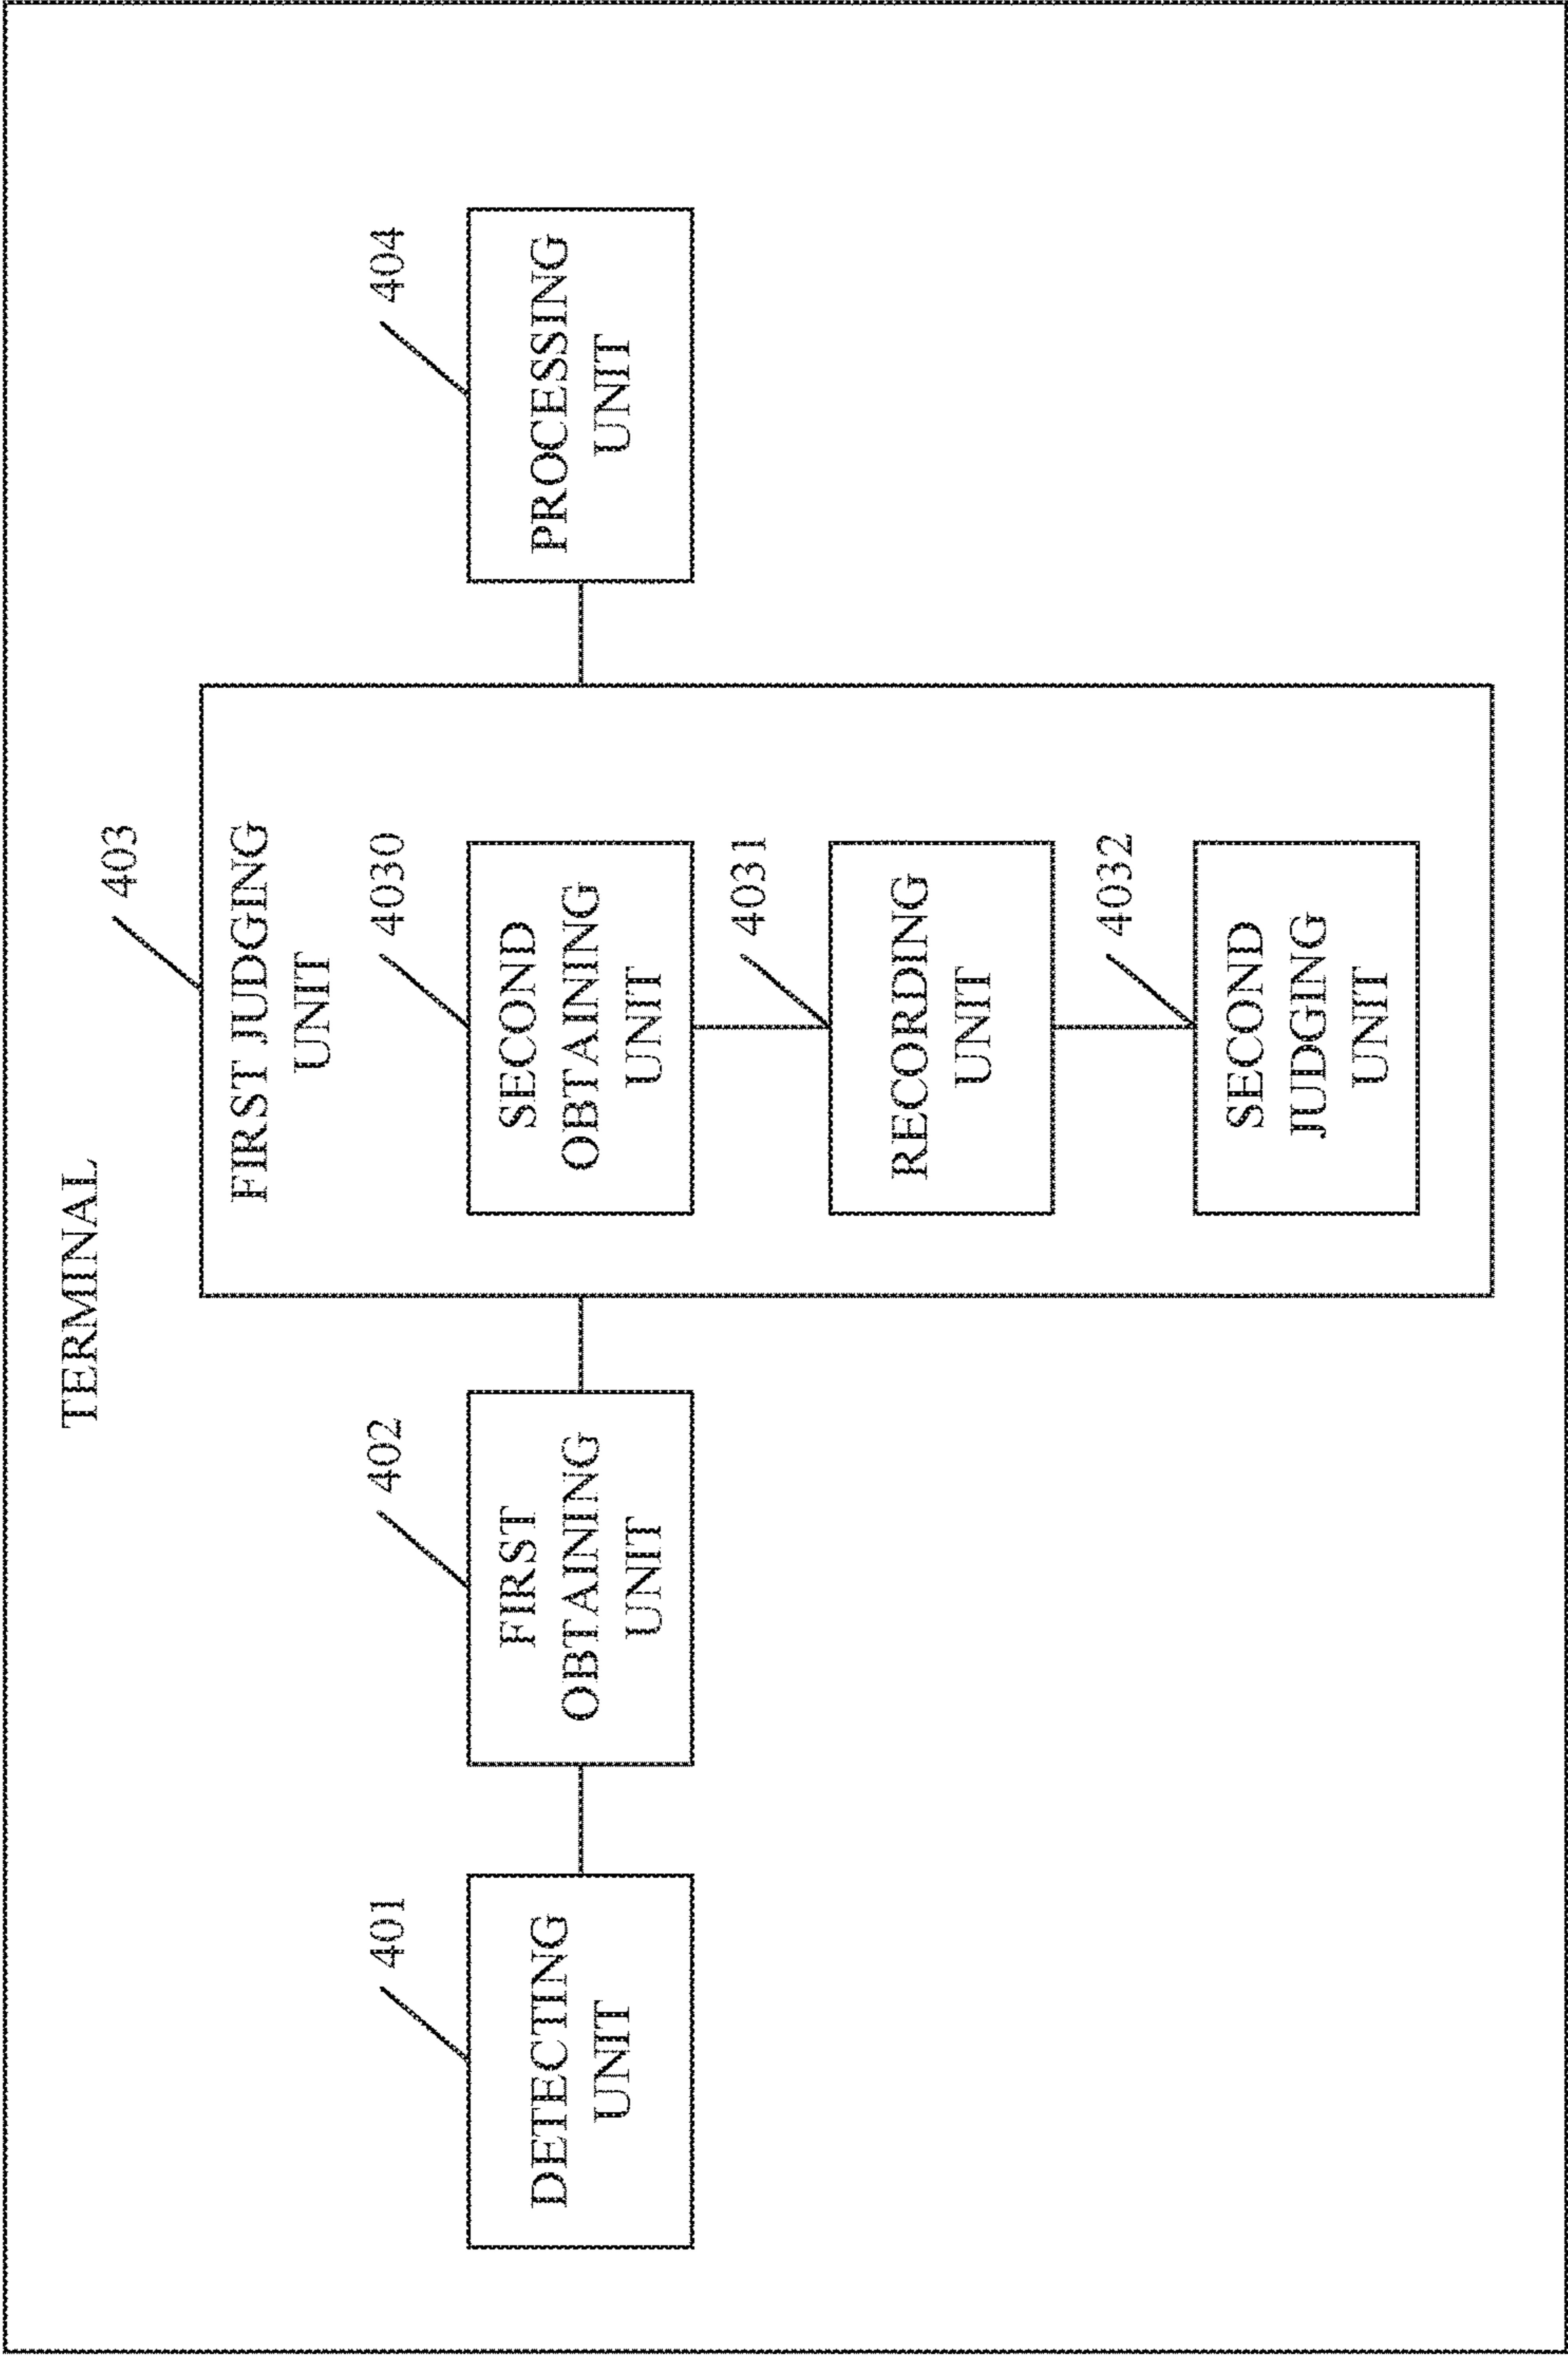 TERMINAL
401
DETECTING
UNIT
402
FIRST
OBTAINING
UNIT
403
FIRST JUDGING
UNIT
4030
SECOND
OBTAINING
UNIT
4031
RECORDING
UNIT
4032
SECOND
JUDGING
UNIT
404
PROCESSING
UNIT